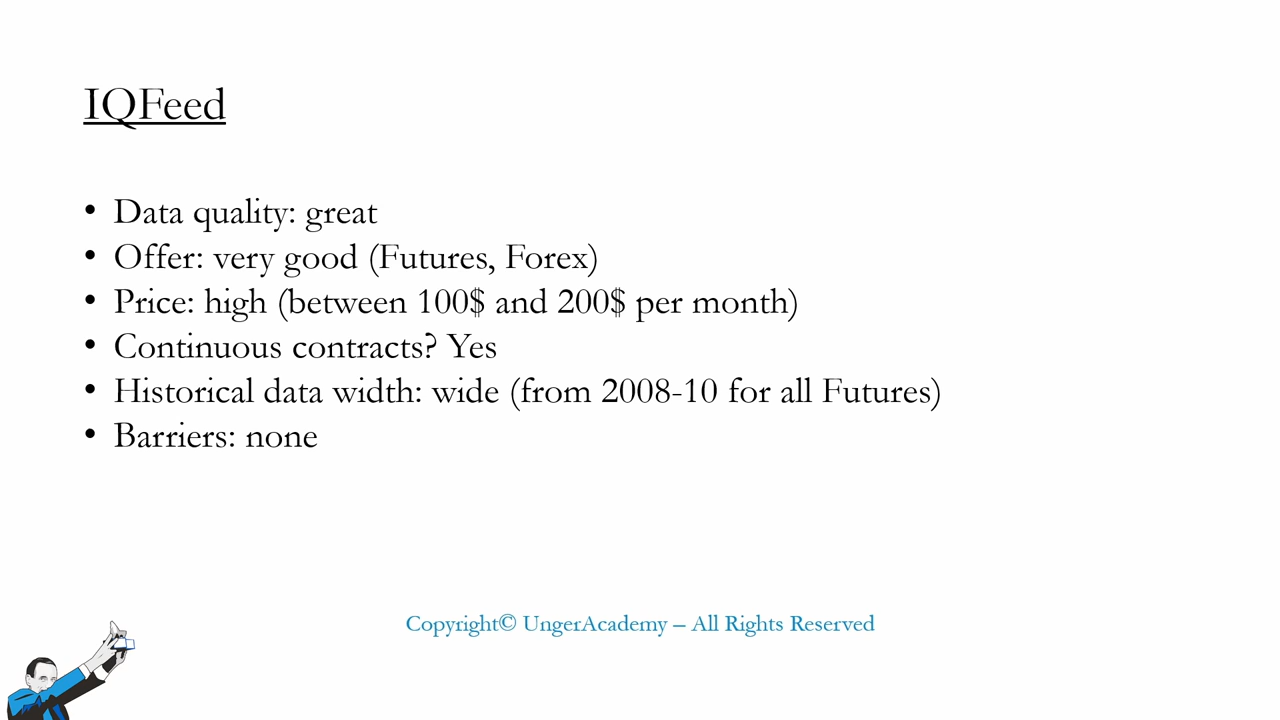 IQFeed
• Data quality: great
• Offer: very good (Futures, Forex)
• Price: high (between 100$ and 200$ per month)
• Continuous contracts? Yes
• Historical data width: wide (from 2008-10 for all Futures)
• Barriers: none
Copyright© UngerAcademy – All Rights Reserved